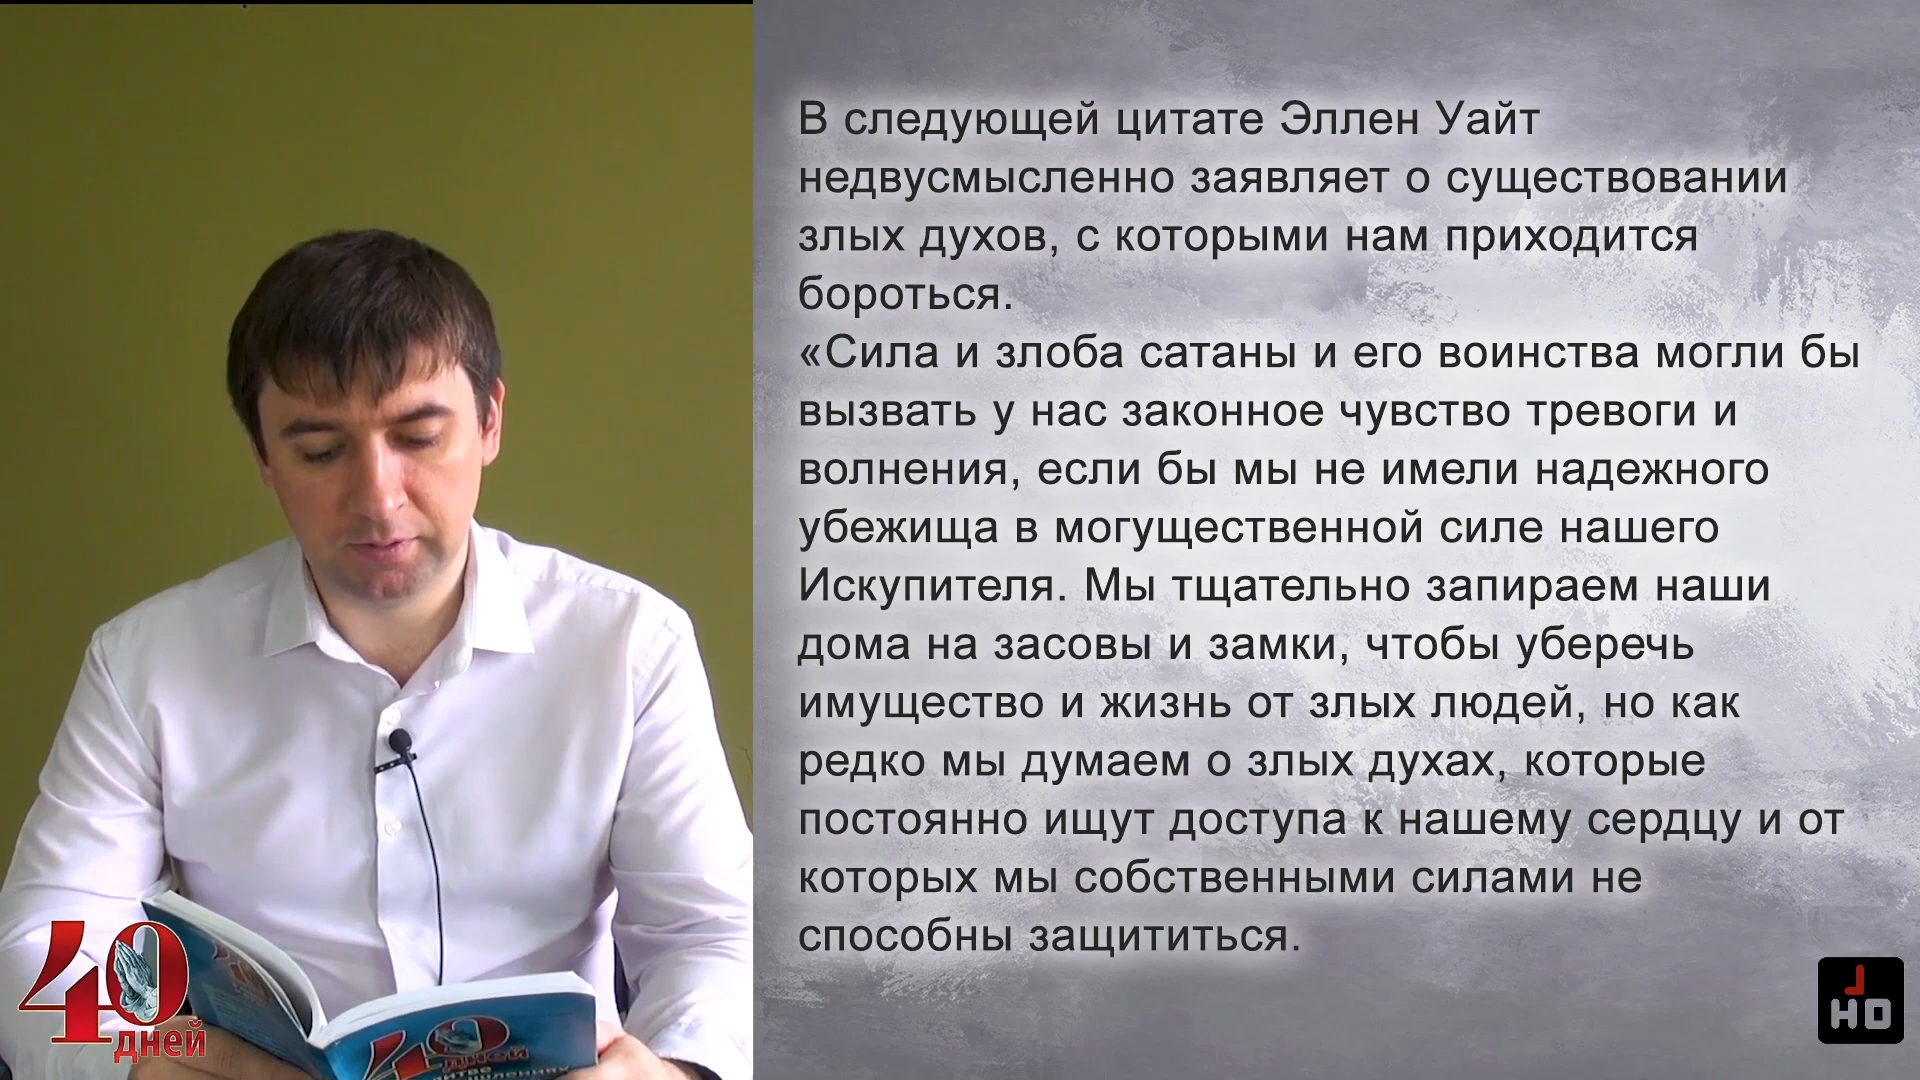 В следующей цитате Эллен Уайт
недвусмысленно заявляет о существовании
злых духов, с которыми нам приходится
бороться.
«Сила и злоба сатаны и его воинства могли бы
вызвать у нас законное чувство тревоги и
волнения, если бы мы не имели надежного
убежища в могущественной силе нашего
Искупителя. Мы тщательно запираем наши
дома на засовы и замки, чтобы уберечь
имущество и жизнь от злых людей, но как
редко мы думаем о злых духах, которые
постоянно ищут доступа к нашему сердцу и от
которых мы собственными силами не
способны защититься.
40
дней
40
дней
но